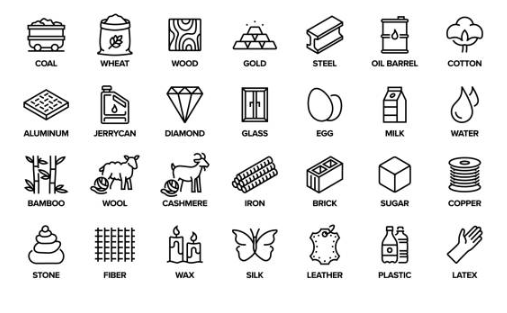 COAL WHEAT WOOD GOLD STEEL OIL BARREL COTTON
ALUMINUM JERRYCAN DIAMOND GLASS EGG MILK WATER
BAMBOO WOOL CASHMERE IRON BRICK SUGAR COPPER
STONE FIBER WAX SILK LEATHER PLASTIC LATEX